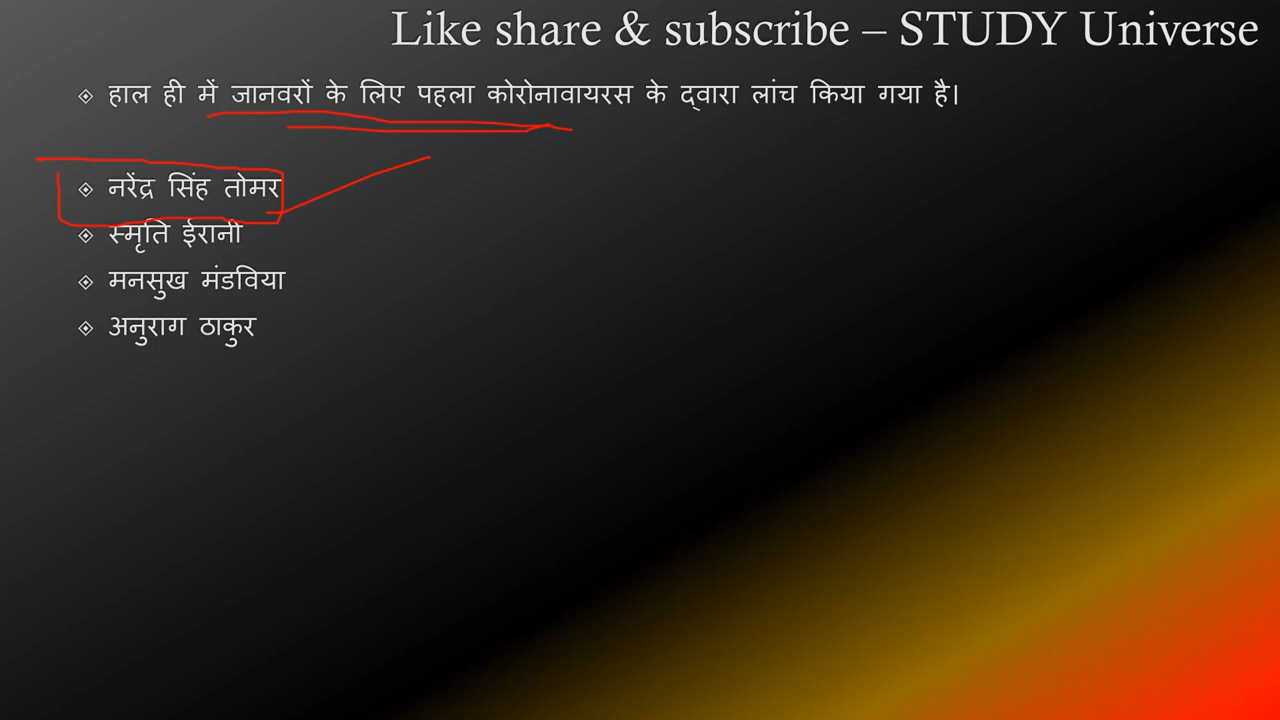 Like share & subscribe – STUDY Universe
हाल ही में जानवरों के लिए पहला कोरोनावायरस के द्वारा लांच किया गया है।
नरेंद्र सिंह तोमर
स्मृति ईरानी
मनसुख मंडविया
अनुराग ठाकुर